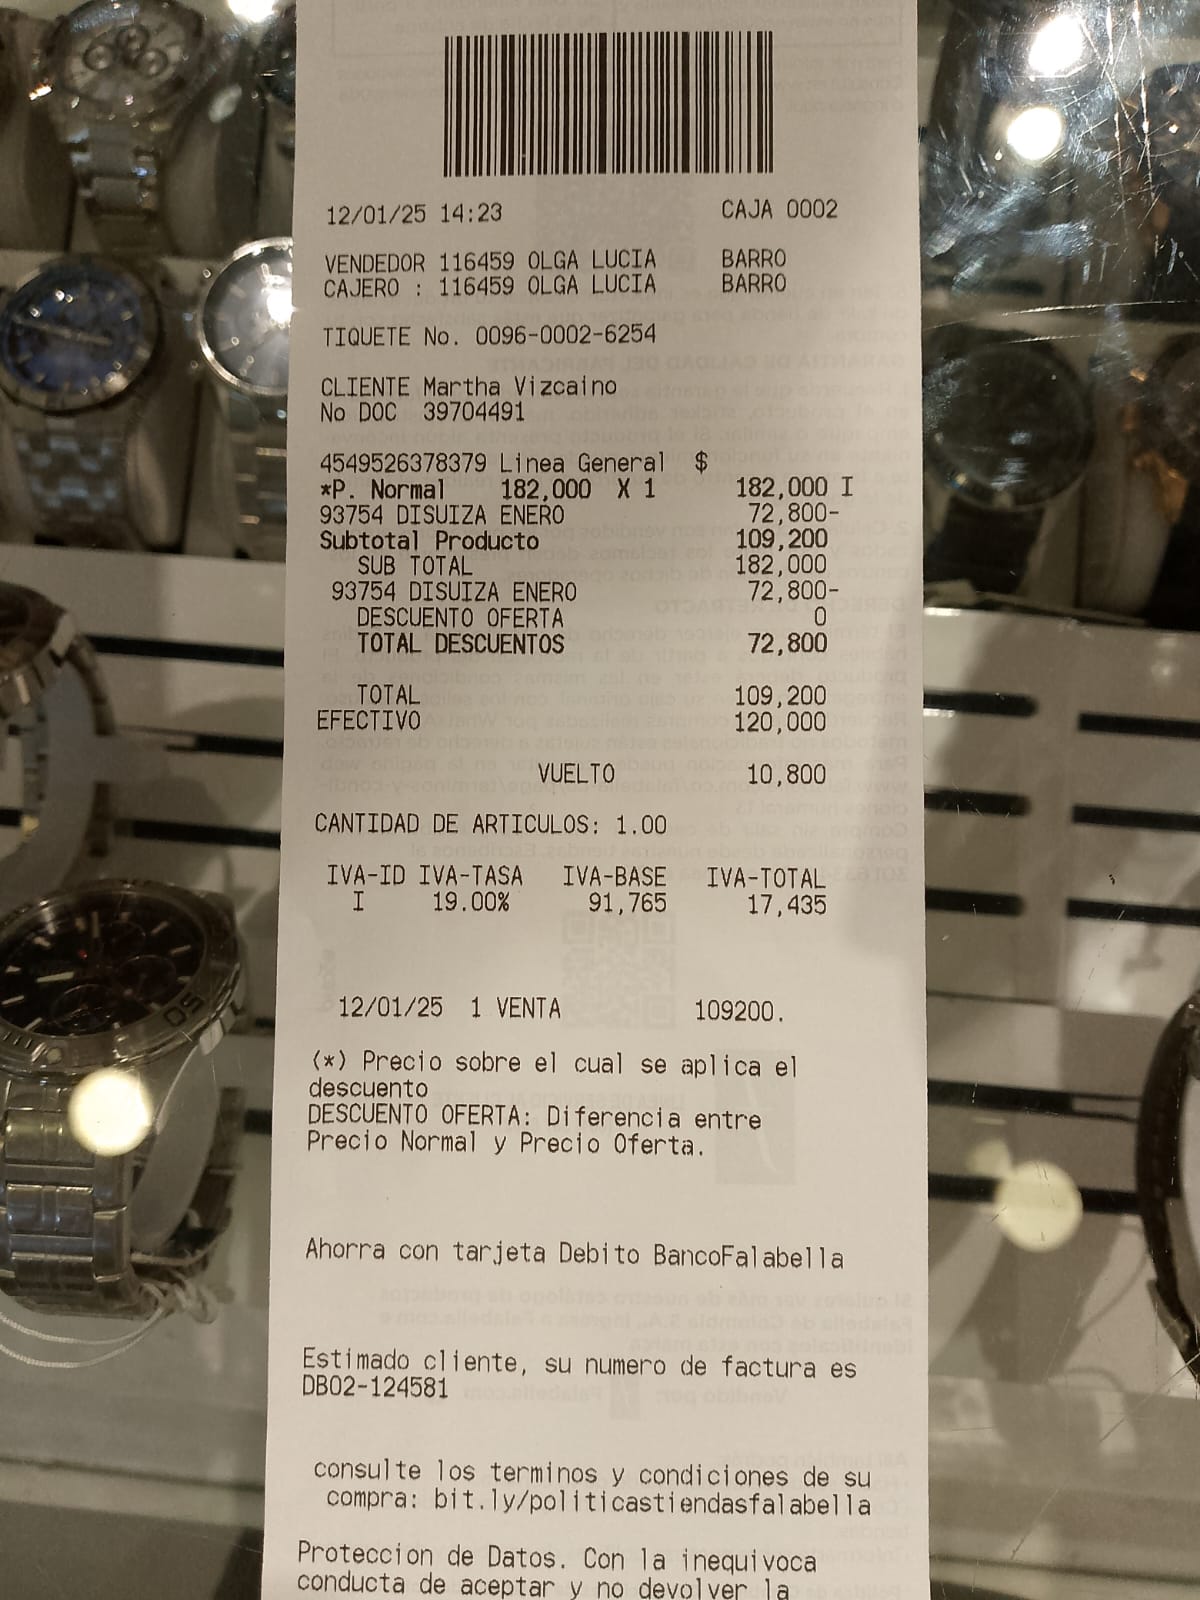 12/01/25 14:23 CAJA 0002
VENDEDOR 116459 OLGA LUCIA BARRO
CAJERO : 116459 OLGA LUCIA BARRO
TIQUETE No. 0096-0002-6254
CLIENTE Martha Vizcaino
No DOC 39704491
4549526378379 Linea General $
*P. Normal 182,000 X 1 182,000 I
93754 DISUIZA ENERO 72,800-
Subtotal Producto 109,200
SUB TOTAL 182,000
93754 DISUIZA ENERO 72,800-
DESCUENTO OFERTA 0
TOTAL DESCUENTOS 72,800
TOTAL 109,200
EFECTIVO 120,000
VUELTO 10,800
CANTIDAD DE ARTICULOS: 1.00
IVA-ID IVA-TASA IVA-BASE IVA-TOTAL
I 19.00% 91,765 17,435
12/01/25 1 VENTA 109200.
(*) Precio sobre el cual se aplica el
descuento
DESCUENTO OFERTA: Diferencia entre
Precio Normal y Precio Oferta.
Ahorra con tarjeta Debito BancoFalabella
Estimado cliente, su numero de factura es
DB02-124581
consulte los terminos y condiciones de su
compra: bit.ly/politicastiendasfalabella
Proteccion de Datos. Con la inequivoca
conducta de aceptar y no devolver la